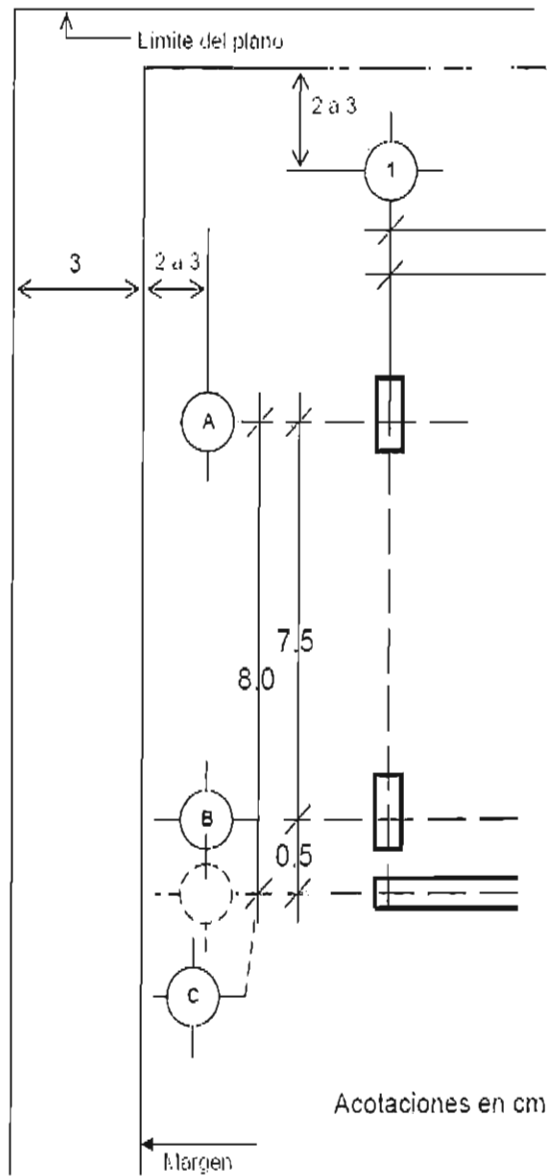 Limite del plano
2 a 3
1
3
2 a 3
A
7.5
8.0
B
0.5
C
Acotaciones en cm
Margen